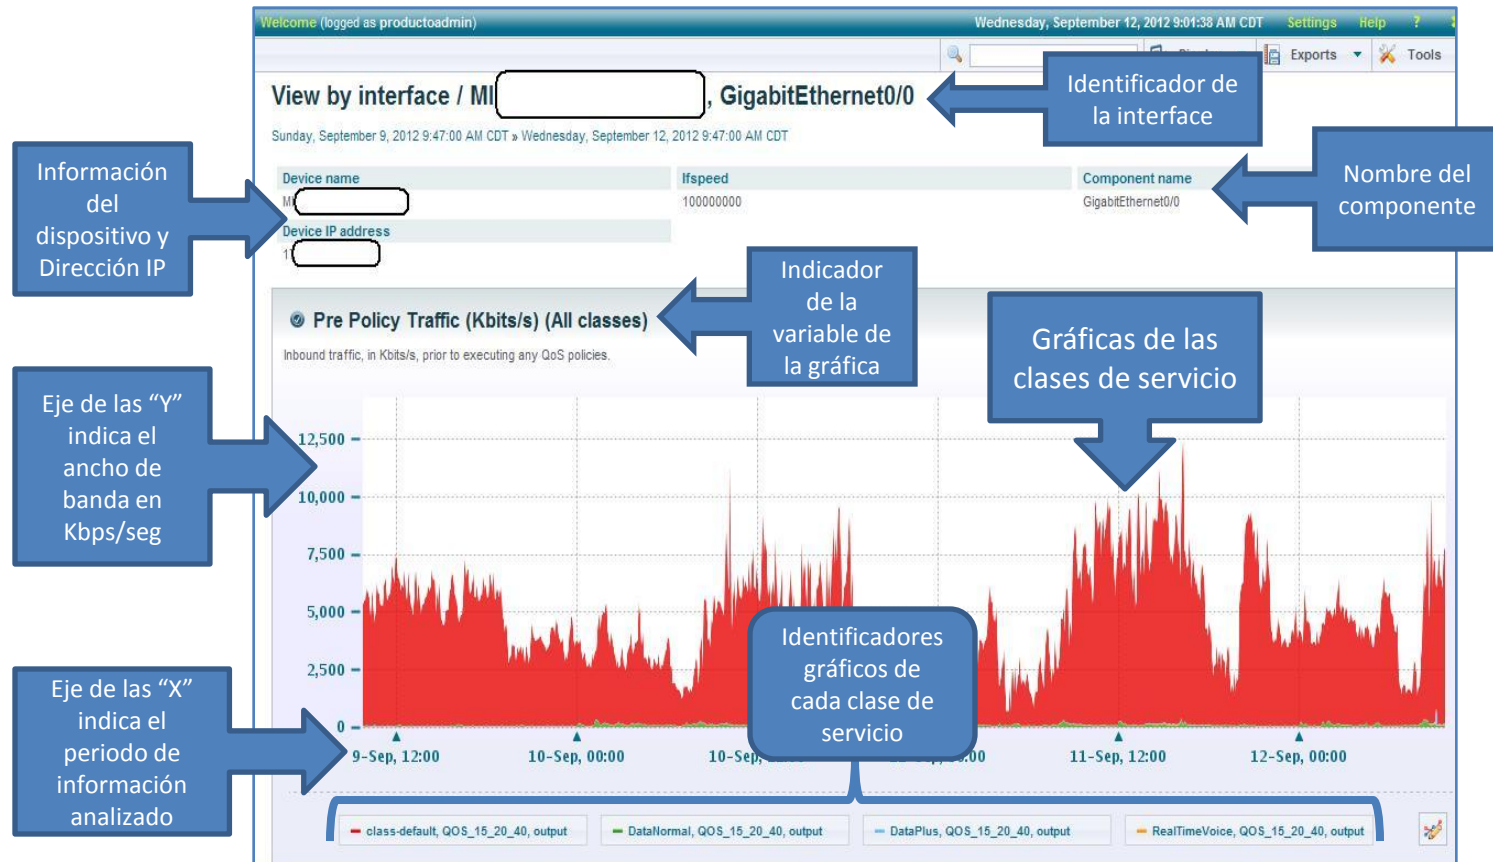 Welcome (logged as productoadmin)
Wednesday, September 12, 2012 9:01:38 AM CDT Settings Help ?
Exports Tools
View by interface / MI , GigabitEthernet0/0
Identificador de
la interface
Sunday, September 9, 2012 9:47:00 AM CDT » Wednesday, September 12, 2012 9:47:00 AM CDT
Información
del
dispositivo y
Dirección IP
Device name
Ifspeed
100000000
Component name
GigabitEthernet0/0
Nombre del
componente
Device IP address
Indicador
de la
variable de
la gráfica
Pre Policy Traffic (Kbits/s) (All classes)
Inbound traffic, in Kbits/s, prior to executing any QoS policies.
Gráficas de las
clases de servicio
Eje de las “Y”
indica el
ancho de
banda en
Kbps/seg
12,500
10,000
7,500
5,000
2,500
0
Identificadores
gráficos de
cada clase de
servicio
Eje de las “X”
indica el
periodo de
información
analizado
9-Sep, 12:00
10-Sep, 00:00
10-Sep,
11-Sep, 12:00
12-Sep, 00:00
class-default, QOS_15_20_40, output
DataNormal, QOS_15_20_40, output
DataPlus, QOS_15_20_40, output
RealTimeVoice, QOS_15_20_40, output